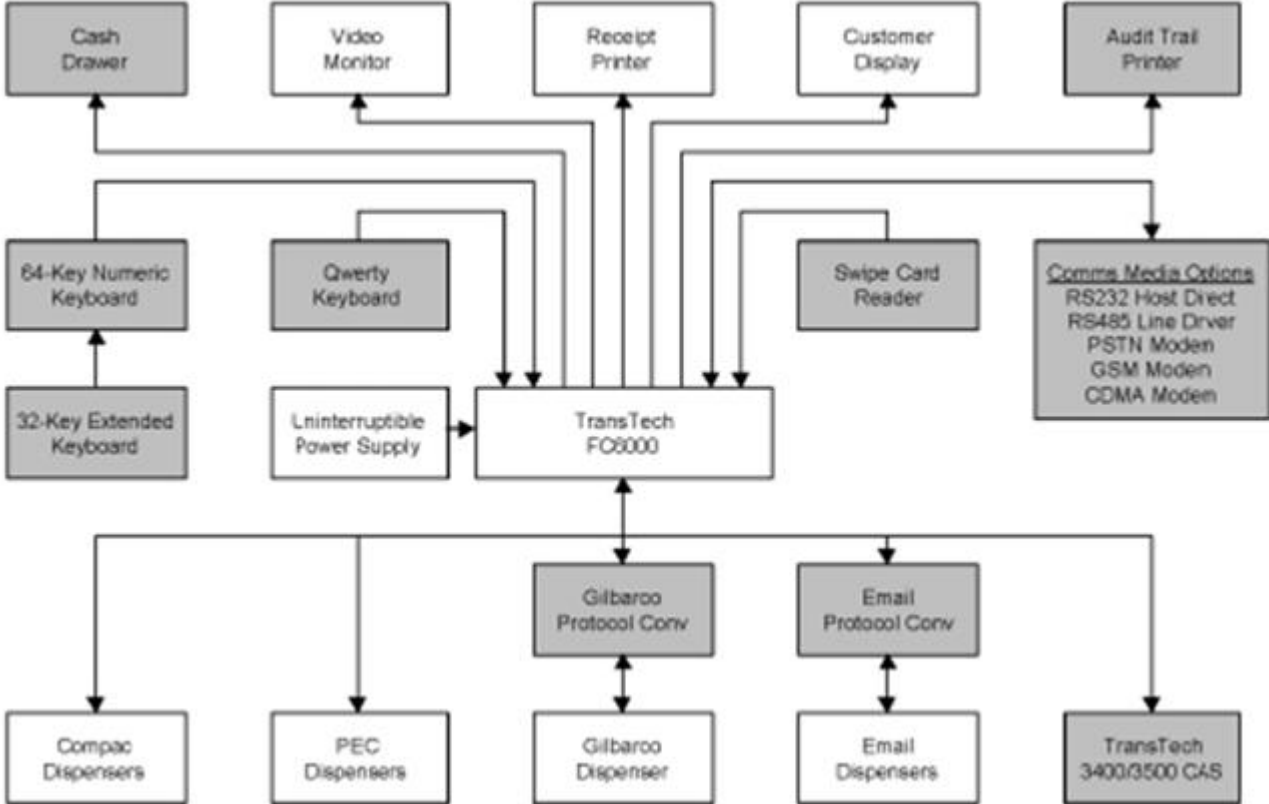 Cash
Drawer
Video
Monitor
Receipt
Printer
Customer
Display
Audit Trail
Printer
64-Key Numeric
Keyboard
Qwerty
Keyboard
Swipe Card
Reader
Comms Media Options
RS232 Host Direct
RS485 Line Drver
PSTN Modem
GSM Modem
CDMA Modem
32-Key Extended
Keyboard
Uninterruptible
Power Supply
TransTech
FC6000
Gilbarco
Protocol Conv
Email
Protocol Conv
Compac
Dispensers
PEC
Dispensers
Gilbarco
Dispenser
Email
Dispensers
TransTech
3400/3500 CAS